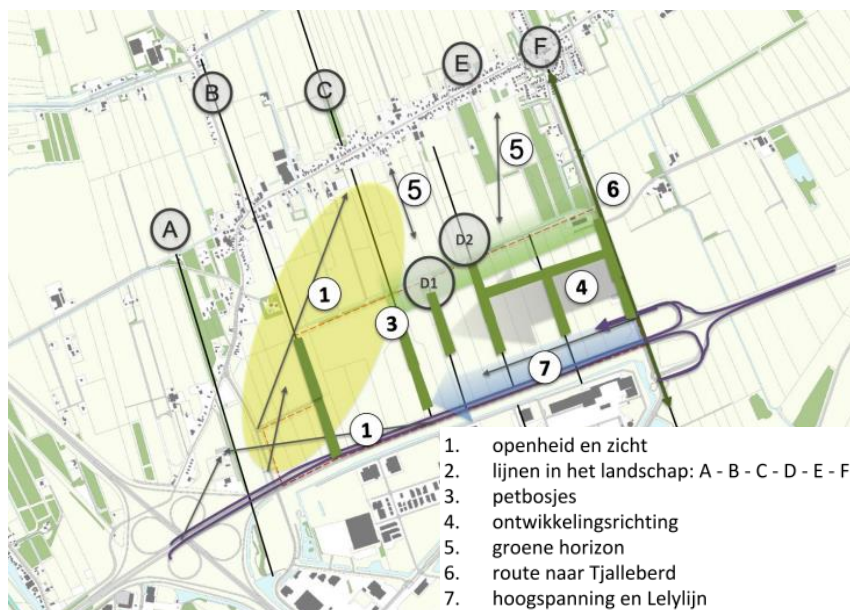 F
E
B
C
5
5
A
6
D2
D1
1
4
3
7
1
1. openheid en zicht
2. lijnen in het landschap: A - B - C - D - E - F
3. petbosjes
4. ontwikkelingsrichting
5. groene horizon
6. route naar Tjalleberd
7. hoogspanning en Lelylijn